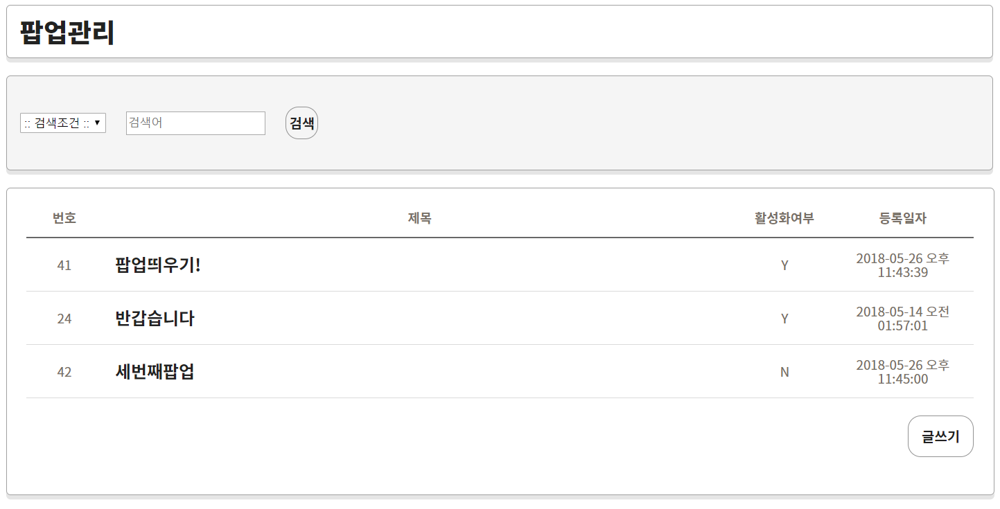 팝업관리
:: 검색조건 :: 검색어 검색
번호 제목 활성화여부 등록일자
41 팝업띄우기! Y 2018-05-26 오후
11:43:39
24 반갑습니다 Y 2018-05-14 오전
01:57:01
42 세번째팝업 N 2018-05-26 오후
11:45:00
글쓰기